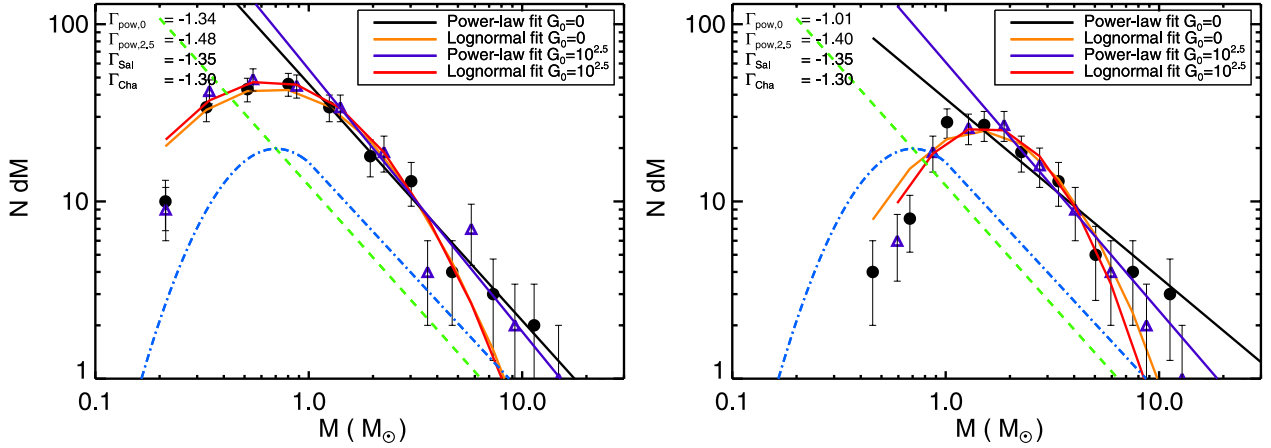 Γpow,0 = -1.34
Γpow,2.5 = -1.48
ΓSal = -1.35
ΓCha = -1.30
Power-law fit G0=0
Lognormal fit G0=0
Power-law fit G0=10^2.5
Lognormal fit G0=10^2.5
N dM
100
10
1
0.1 1.0 10.0
M ( M⊙)
Γpow,0 = -1.01
Γpow,2.5 = -1.40
ΓSal = -1.35
ΓCha = -1.30
Power-law fit G0=0
Lognormal fit G0=0
Power-law fit G0=10^2.5
Lognormal fit G0=10^2.5
N dM
100
10
1
0.1 1.0 10.0
M ( M⊙)